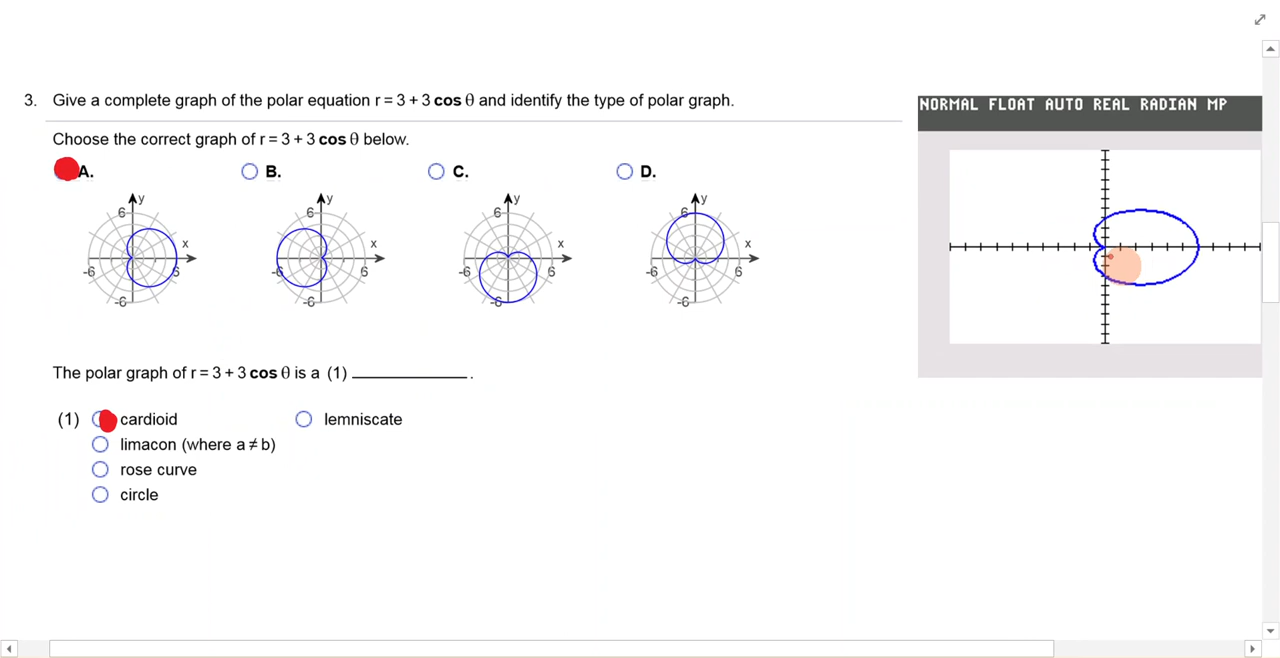 3. Give a complete graph of the polar equation r = 3 + 3 cos θ and identify the type of polar graph.
Choose the correct graph of r = 3 + 3 cos θ below.
A. B. C. D.
y y y y
6 6 6 6
x x x x
-6 6 -6 6 -6 6 -6 6
-6 -6 -6 -6
The polar graph of r = 3 + 3 cos θ is a (1) ____________ .
(1) cardioid lemniscate
limacon (where a ≠ b)
rose curve
circle
NORMAL FLOAT AUTO REAL RADIAN MP